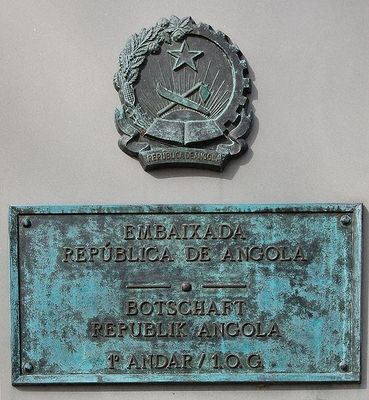 REPÚBLICA DE ANGOLA
EMBAIXADA
REPÚBLICA DE ANGOLA
BOTSCHAFT
REPUBLIK ANGOLA
1º ANDAR / 1.O.G